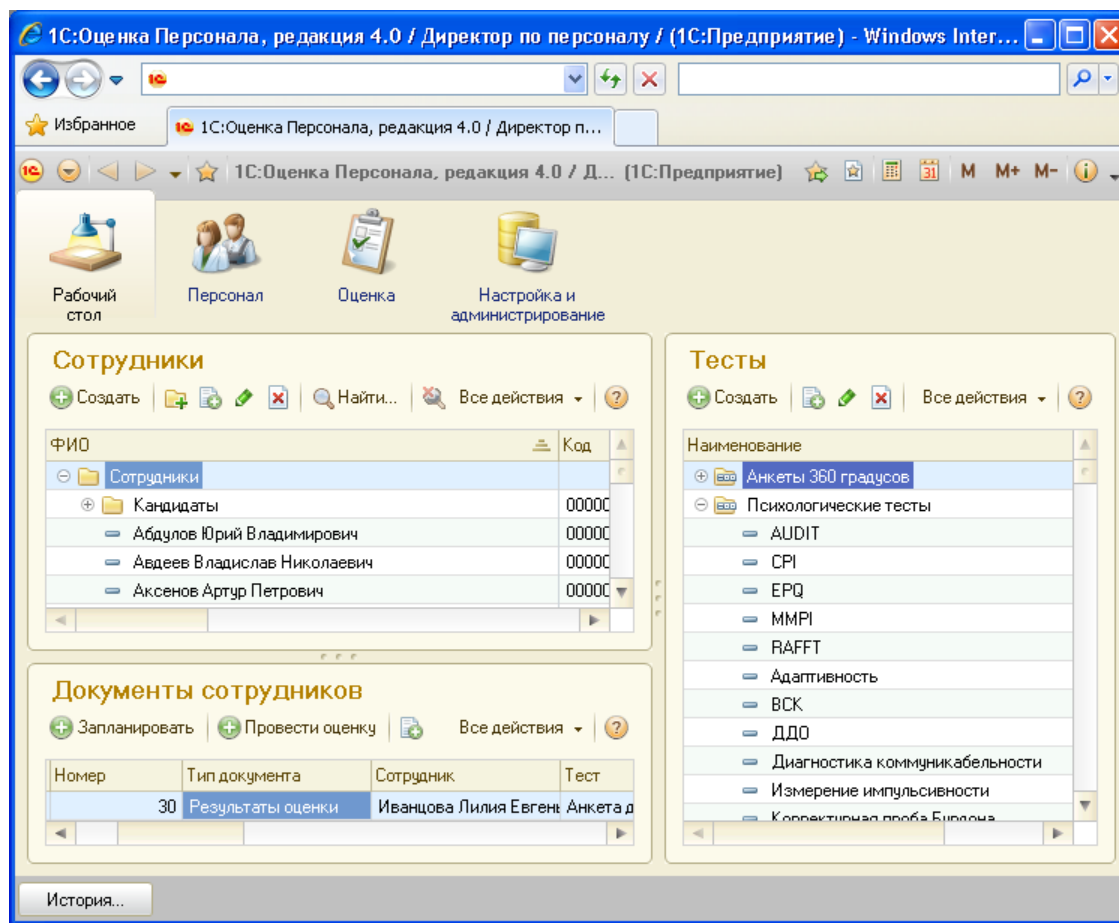 1С:Оценка Персонала, редакция 4.0 / Директор по персоналу / (1С:Предприятие) - Windows Inter...
Избранное
1С:Оценка Персонала, редакция 4.0 / Директор п...
1С:Оценка Персонала, редакция 4.0 / Д... (1С:Предприятие)
31 M M+ M-
Рабочий
стол
Персонал
Оценка
Настройка и
администрирование
Сотрудники
Создать Найти... Все действия ?
ФИО Код
Сотрудники
Кандидаты 00000
Абдулов Юрий Владимирович 00000
Авдеев Владислав Николаевич 00000
Аксенов Артур Петрович 00000
Документы сотрудников
Запланировать Провести оценку Все действия ?
Номер Тип документа Сотрудник Тест
30 Результаты оценки Иванцова Лилия Евгень Анкета д
Тесты
Создать Все действия ?
Наименование
Анкеты 360 градусов
Психологические тесты
AUDIT
CPI
EPQ
MMPI
RAFFT
Адаптивность
ВСК
ДДО
Диагностика коммуникабельности
Измерение импульсивности
Корректурная проба Бурдона
История...